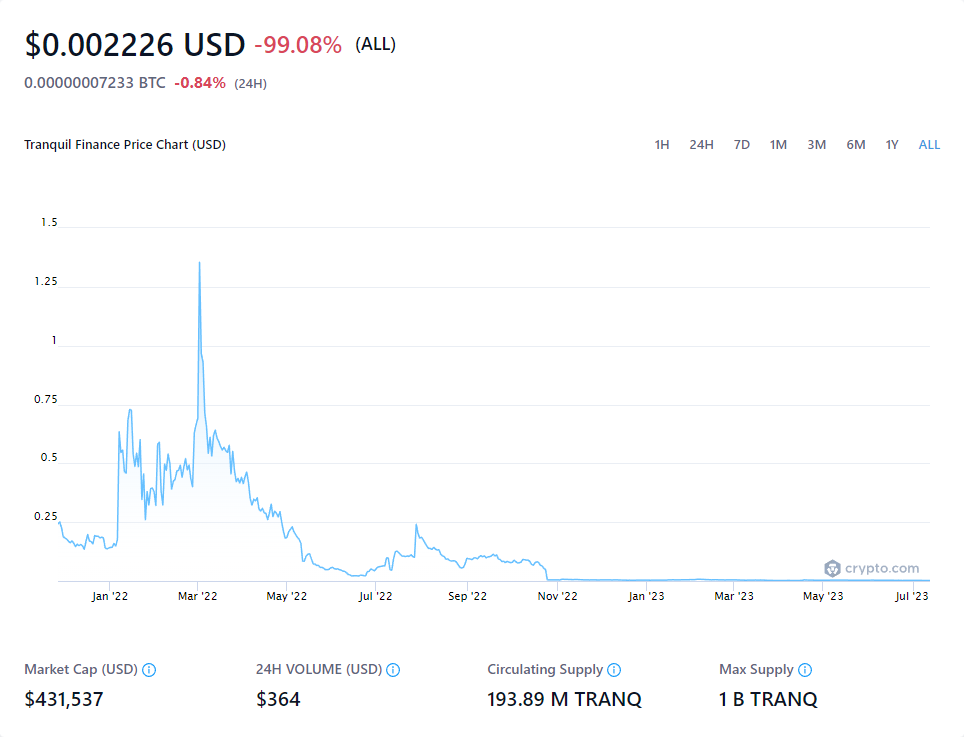 $0.002226 USD -99.08% (ALL)
0.00000007233 BTC -0.84% (24H)
Tranquil Finance Price Chart (USD) 1H 24H 7D 1M 3M 6M 1Y ALL
1.5
1.25
1
0.75
0.5
0.25
crypto.com
Jan '22 Mar '22 May '22 Jul '22 Sep '22 Nov '22 Jan '23 Mar '23 May '23 Jul '23
Market Cap (USD) 24H VOLUME (USD) Circulating Supply Max Supply
$431,537 $364 193.89 M TRANQ 1 B TRANQ